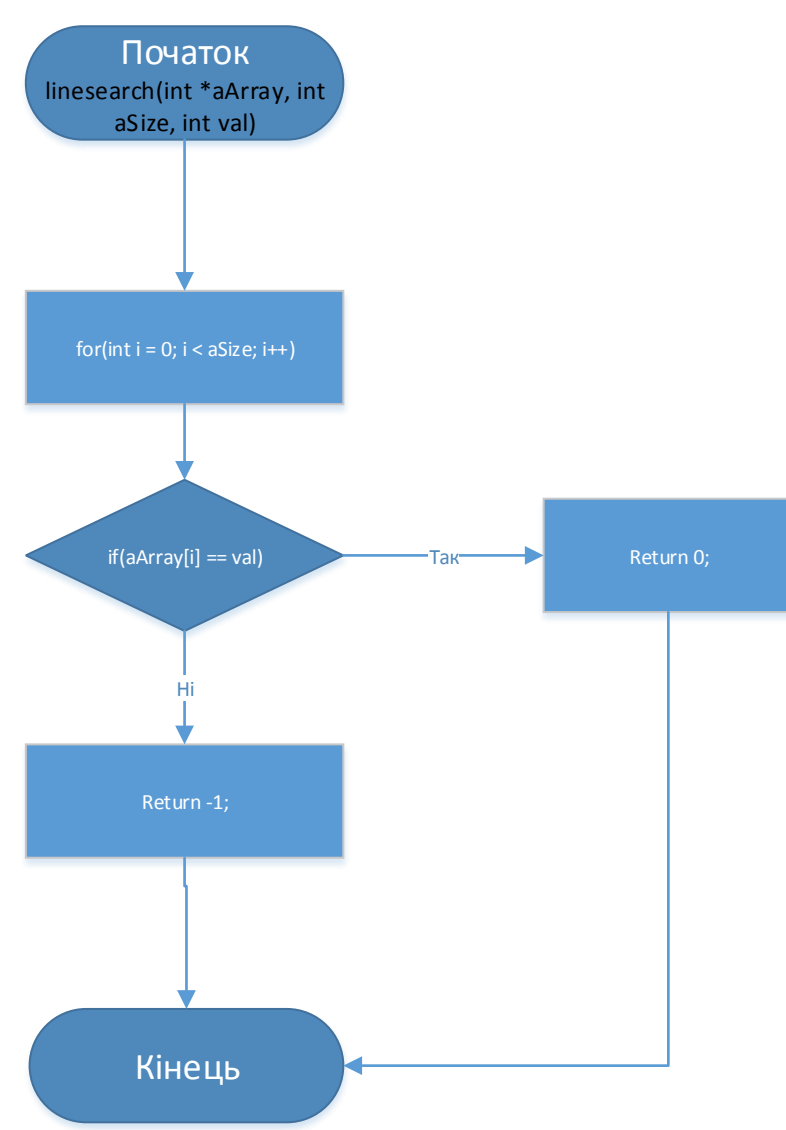 Початок
linesearch(int *aArray, int
aSize, int val)
for(int i = 0; i < aSize; i++)
if(aArray[i] == val)
Так
Return 0;
Ні
Return -1;
Кінець